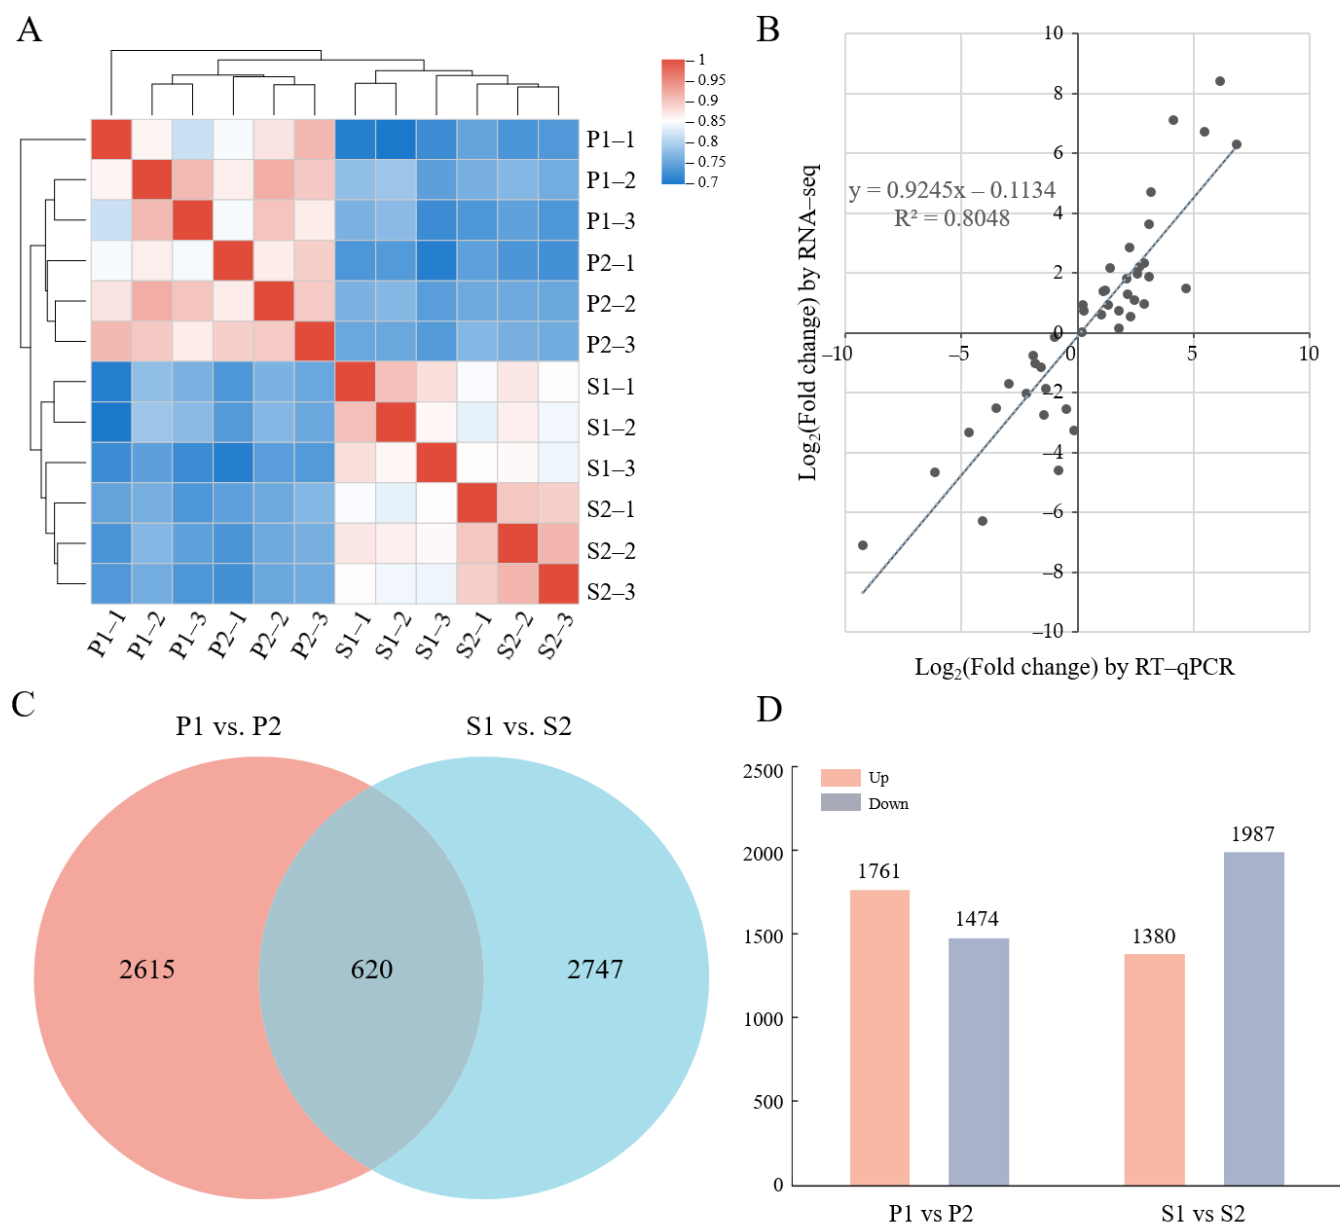 A
1
0.95
0.9
0.85
0.8
0.75
0.7
P1–1
P1–2
P1–3
P2–1
P2–2
P2–3
S1–1
S1–2
S1–3
S2–1
S2–2
S2–3
P1–1
P1–2
P1–3
P2–1
P2–2
P2–3
S1–1
S1–2
S1–3
S2–1
S2–2
S2–3
B
10
8
6
4
2
0
–2
–4
–6
–8
–10
–10
–5
0
5
10
y = 0.9245x – 0.1134
R² = 0.8048
Log₂(Fold change) by RNA–seq
Log₂(Fold change) by RT–qPCR
C
P1 vs. P2
S1 vs. S2
2615
620
2747
D
2500
2000
1500
1000
500
0
Up
Down
1761
1474
1380
1987
P1 vs P2
S1 vs S2